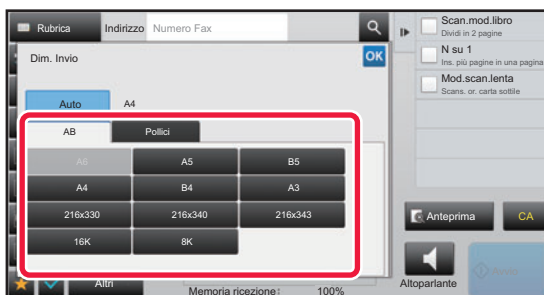 Rubrica
Indirizzo
Numero Fax
Dim. Invio
OK
Auto
A4
AB
Pollici
A6
A5
B5
A4
B4
A3
216x330
216x340
216x343
16K
8K
Altri
Memoria ricezione:
100%
Scan.mod.libro
Dividi in 2 pagine
N su 1
Ins. più pagine in una pagina
Mod.scan.lenta
Scans. or. carta sottile
Anteprima
CA
Altoparlante
Avvio